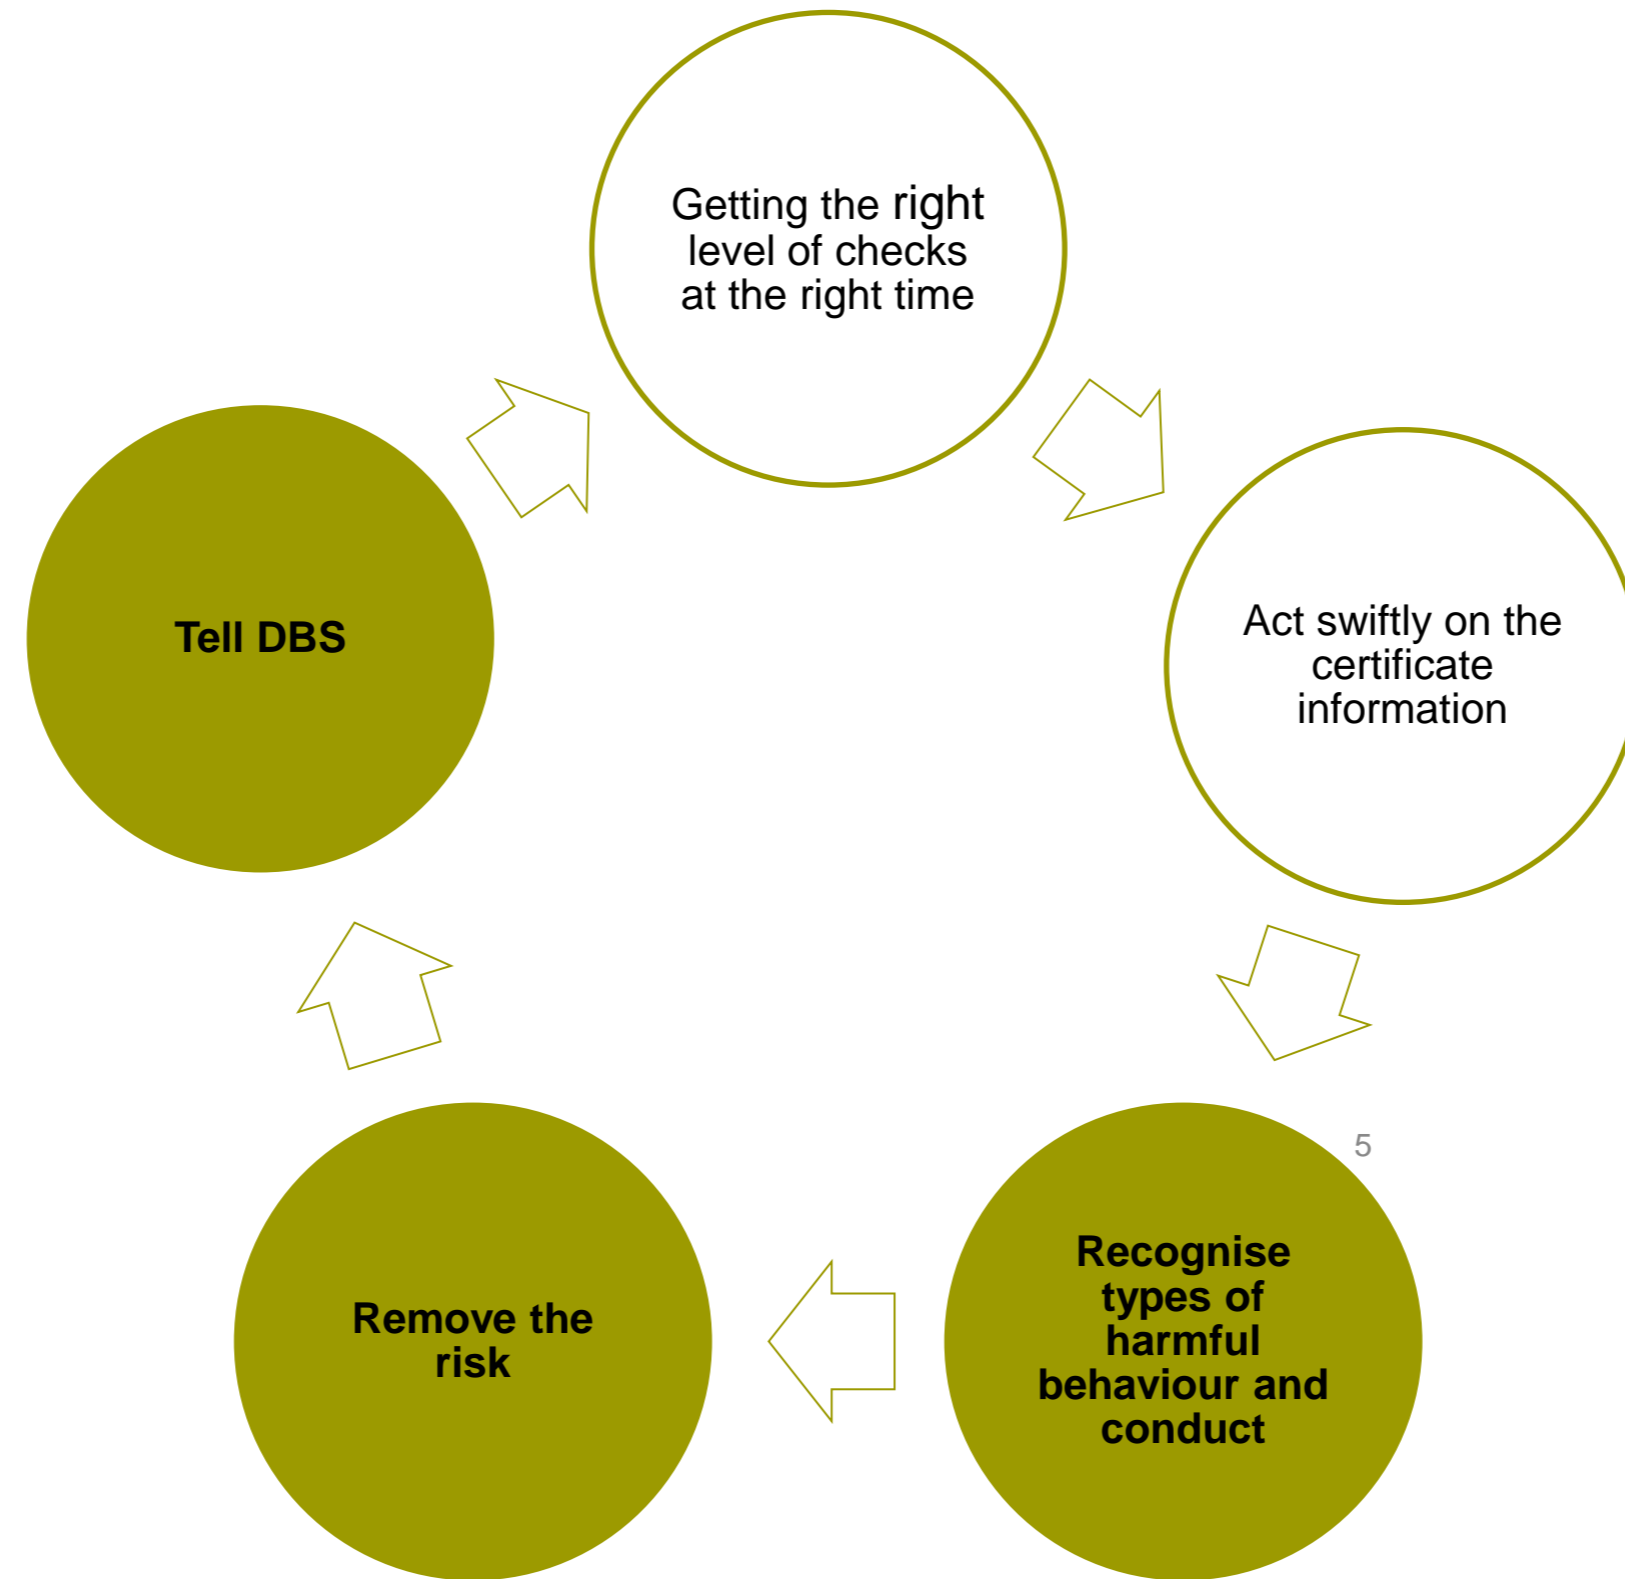 Getting the right
level of checks
at the right time
Act swiftly on the
certificate
information
5
Recognise
types of
harmful
behaviour and
conduct
Remove the
risk
Tell DBS